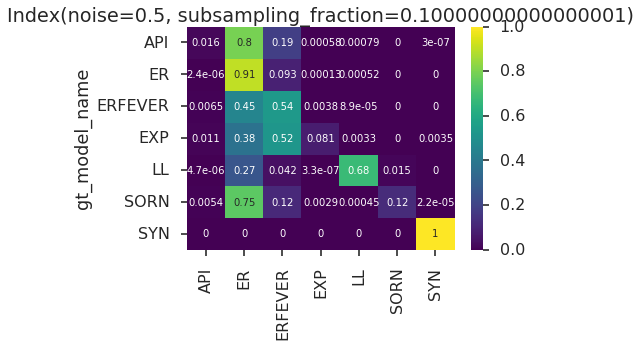 Index(noise=0.5, subsampling_fraction=0.10000000000000001)
gt_model_name
API 0.016 0.8 0.19 0.00058 0.00079 0 3e-07
ER 2.4e-06 0.91 0.093 0.00013 0.00052 0 0
ERFEVER 0.0065 0.45 0.54 0.0038 8.9e-05 0 0
EXP 0.011 0.38 0.52 0.081 0.0033 0 0.0035
LL 4.7e-06 0.27 0.042 3.3e-07 0.68 0.015 0
SORN 0.0054 0.75 0.12 0.0029 0.00045 0.12 2.2e-05
SYN 0 0 0 0 0 0 1
API ER ERFEVER EXP LL SORN SYN
1.0
0.8
0.6
0.4
0.2
0.0